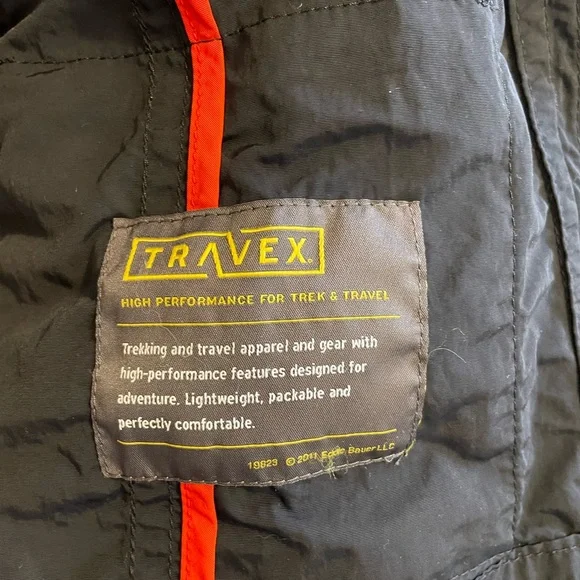 TRAVEX.
HIGH PERFORMANCE FOR TREK & TRAVEL
Trekking and travel apparel and gear with
high-performance features designed for
adventure. Lightweight, packable and
perfectly comfortable.
19623 © 2011 Eddie Bauer LLC